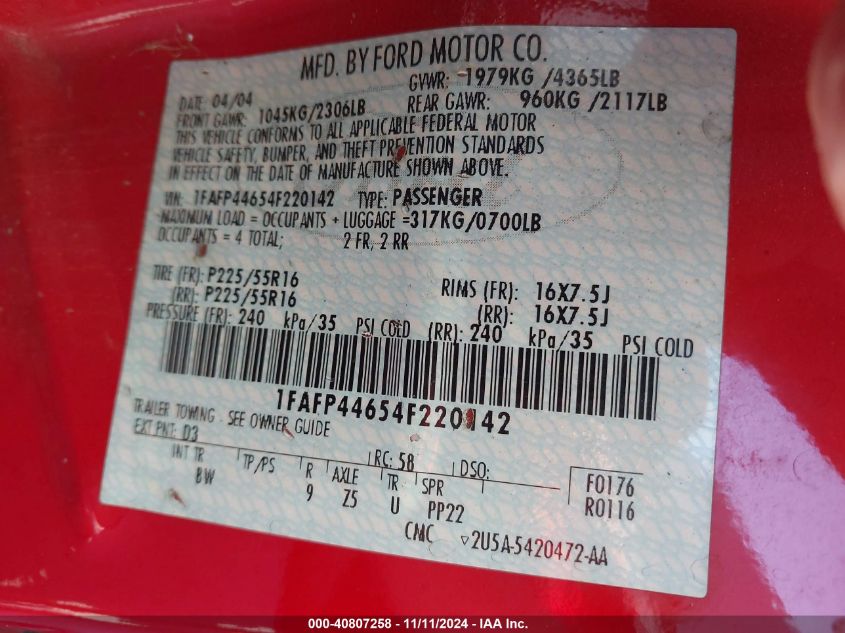 MFD. BY FORD MOTOR CO.
DATE: 04/04 GVWR: 1979KG /4365LB
FRONT GAWR: 1045KG/2306LB REAR GAWR: 960KG /2117LB
THIS VEHICLE CONFORMS TO ALL APPLICABLE FEDERAL MOTOR
VEHICLE SAFETY, BUMPER, AND THEFT PREVENTION STANDARDS
IN EFFECT ON THE DATE OF MANUFACTURE SHOWN ABOVE.
VIN: 1FAFP44654F220142 TYPE: PASSENGER
MAXIMUM LOAD = OCCUPANTS + LUGGAGE =317KG/0700LB
OCCUPANTS = 4 TOTAL; 2 FR, 2 RR
TIRE (FR): P225/55R16 RIMS (FR): 16X7.5J
(RR): P225/55R16 (RR): 16X7.5J
PRESSURE (FR): 240 kPa/35 PSI COLD (RR): 240 kPa/35 PSI COLD
1FAFP44654F220142
TRAILER TOWING - SEE OWNER GUIDE
EXT PNT: D3 RC: 58 DSO:
INT TR TP/PS R AXLE TR SPR F0176
BW 9 Z5 U PP22 R0116
CMC ▽2U5A-5420472-AA
000-40807258 - 11/11/2024 - IAA Inc.